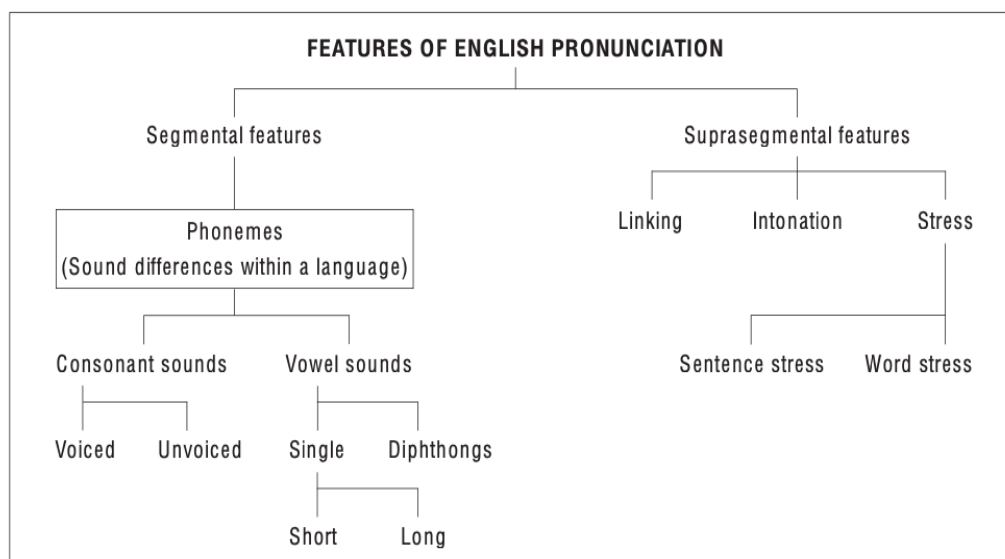 FEATURES OF ENGLISH PRONUNCIATION
Segmental features
Suprasegmental features
Phonemes
(Sound differences within a language)
Linking
Intonation
Stress
Consonant sounds
Vowel sounds
Sentence stress
Word stress
Voiced
Unvoiced
Single
Diphthongs
Short
Long